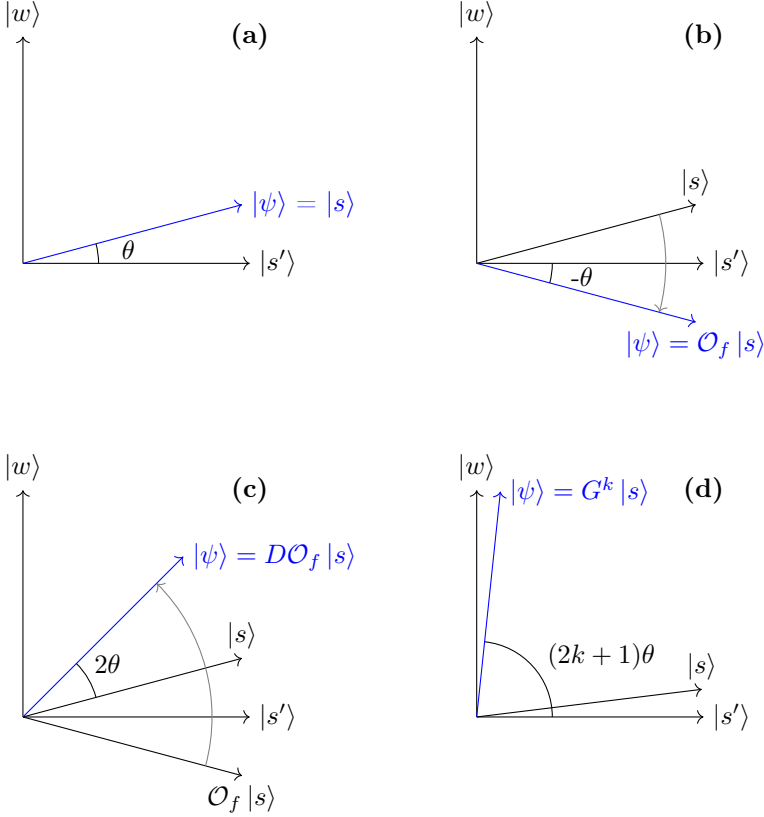 |w⟩
(a)
|ψ⟩ = |s⟩
θ
|s′⟩
|w⟩
(b)
|s⟩
|s′⟩
-θ
|ψ⟩ = 𝒪_f |s⟩
|w⟩
(c)
|ψ⟩ = D𝒪_f |s⟩
|s⟩
2θ
|s′⟩
𝒪_f |s⟩
|w⟩
(d)
|ψ⟩ = G^k |s⟩
(2k + 1)θ
|s⟩
|s′⟩